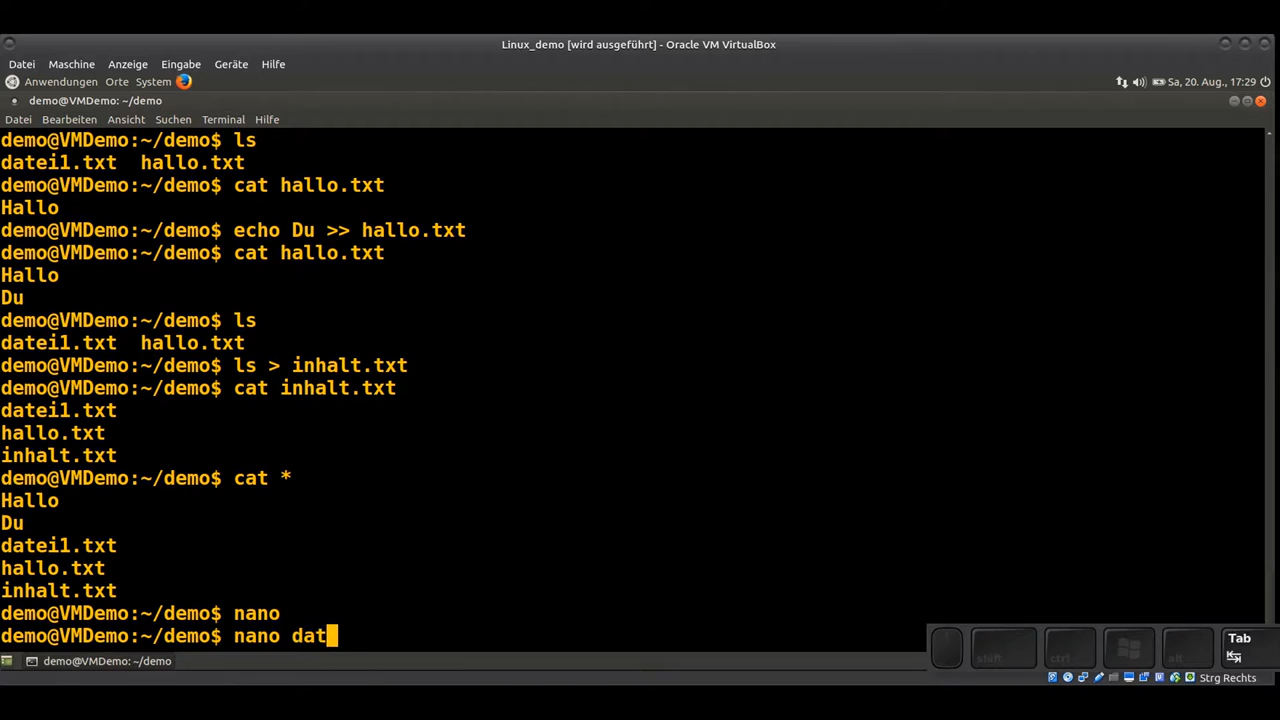 Linux_demo [wird ausgeführt] - Oracle VM VirtualBox
Datei Maschine Anzeige Eingabe Geräte Hilfe
Anwendungen Orte System Sa, 20. Aug., 17:29
demo@VMDemo: ~/demo
Datei Bearbeiten Ansicht Suchen Terminal Hilfe
demo@VMDemo:~/demo$ ls
datei1.txt  hallo.txt
demo@VMDemo:~/demo$ cat hallo.txt
Hallo
demo@VMDemo:~/demo$ echo Du >> hallo.txt
demo@VMDemo:~/demo$ cat hallo.txt
Hallo
Du
demo@VMDemo:~/demo$ ls
datei1.txt  hallo.txt
demo@VMDemo:~/demo$ ls > inhalt.txt
demo@VMDemo:~/demo$ cat inhalt.txt
datei1.txt
hallo.txt
inhalt.txt
demo@VMDemo:~/demo$ cat *
Hallo
Du
datei1.txt
hallo.txt
inhalt.txt
demo@VMDemo:~/demo$ nano
demo@VMDemo:~/demo$ nano dat
shift ctrl alt Tab
demo@VMDemo: ~/demo
Strg Rechts